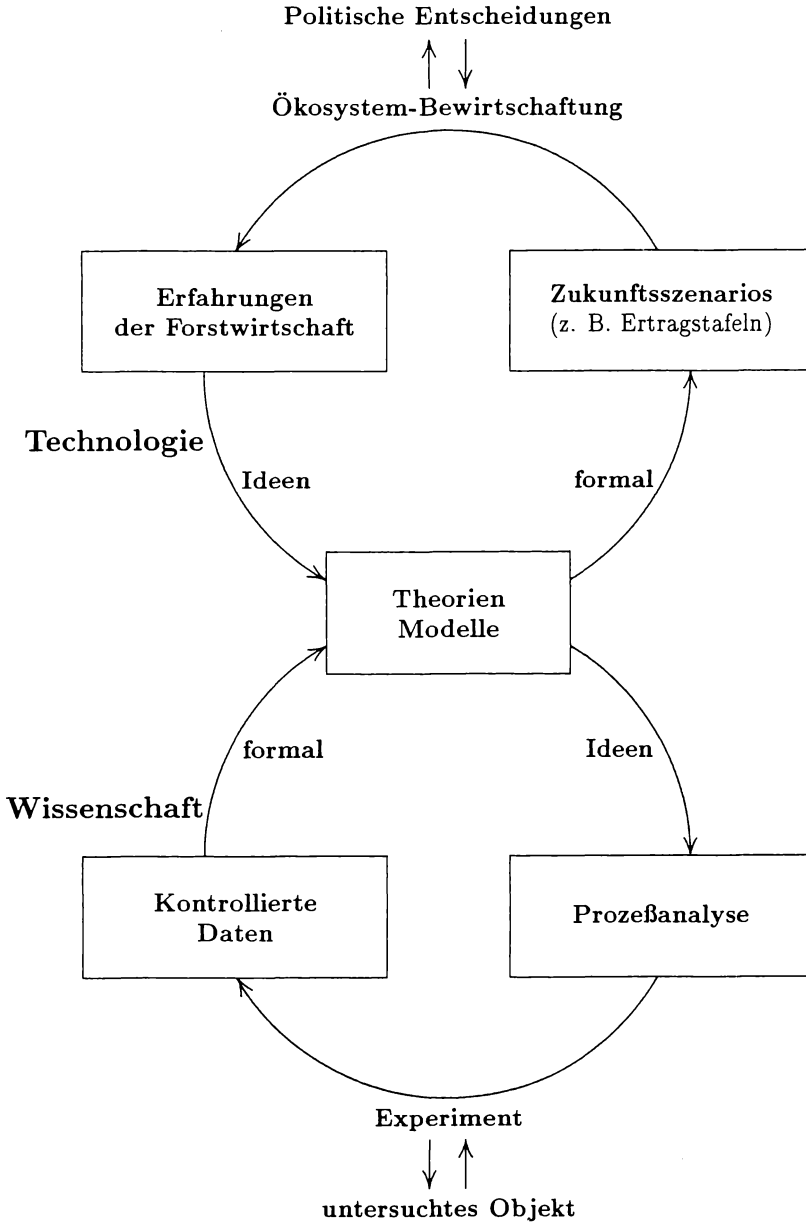 Politische Entscheidungen
Ökosystem-Bewirtschaftung
Erfahrungen
der Forstwirtschaft
Zukunftsszenarios
(z. B. Ertragstafeln)
Technologie
Ideen
formal
Theorien
Modelle
formal
Ideen
Wissenschaft
Kontrollierte
Daten
Prozeßanalyse
Experiment
untersuchtes Objekt